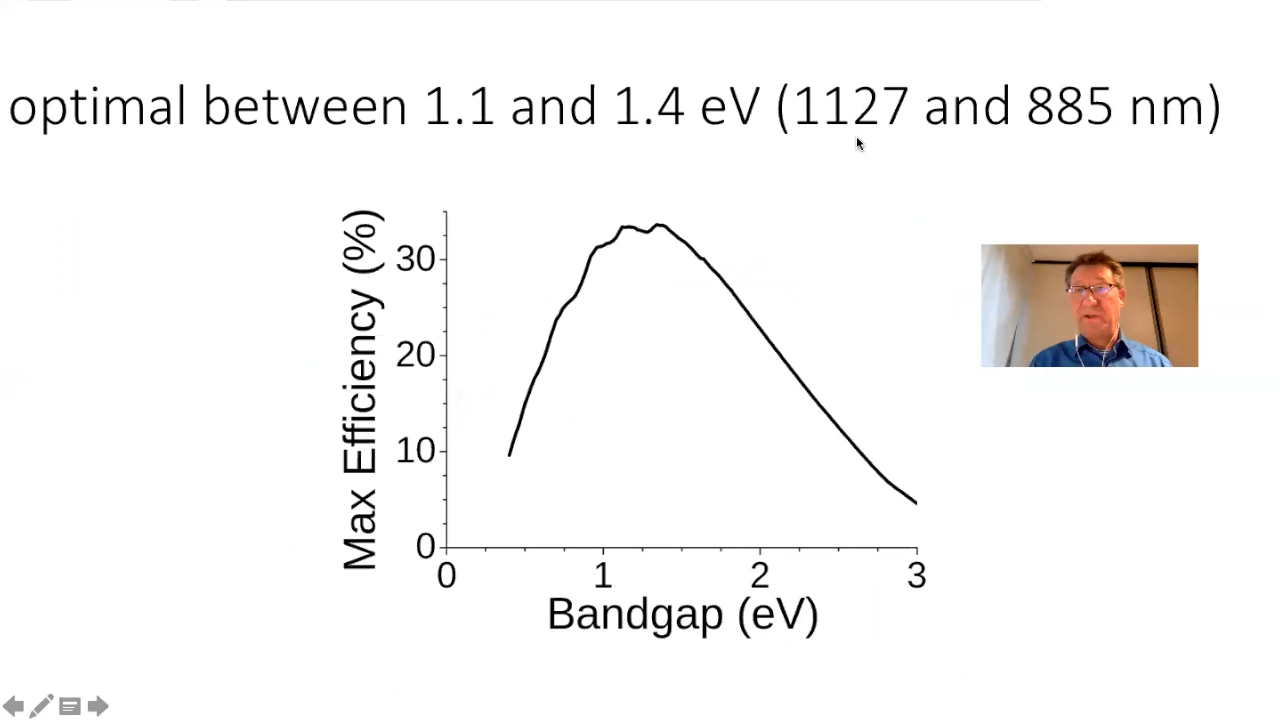 optimal between 1.1 and 1.4 eV (1127 and 885 nm)
Max Efficiency (%)
30
20
10
0
0 1 2 3
Bandgap (eV)